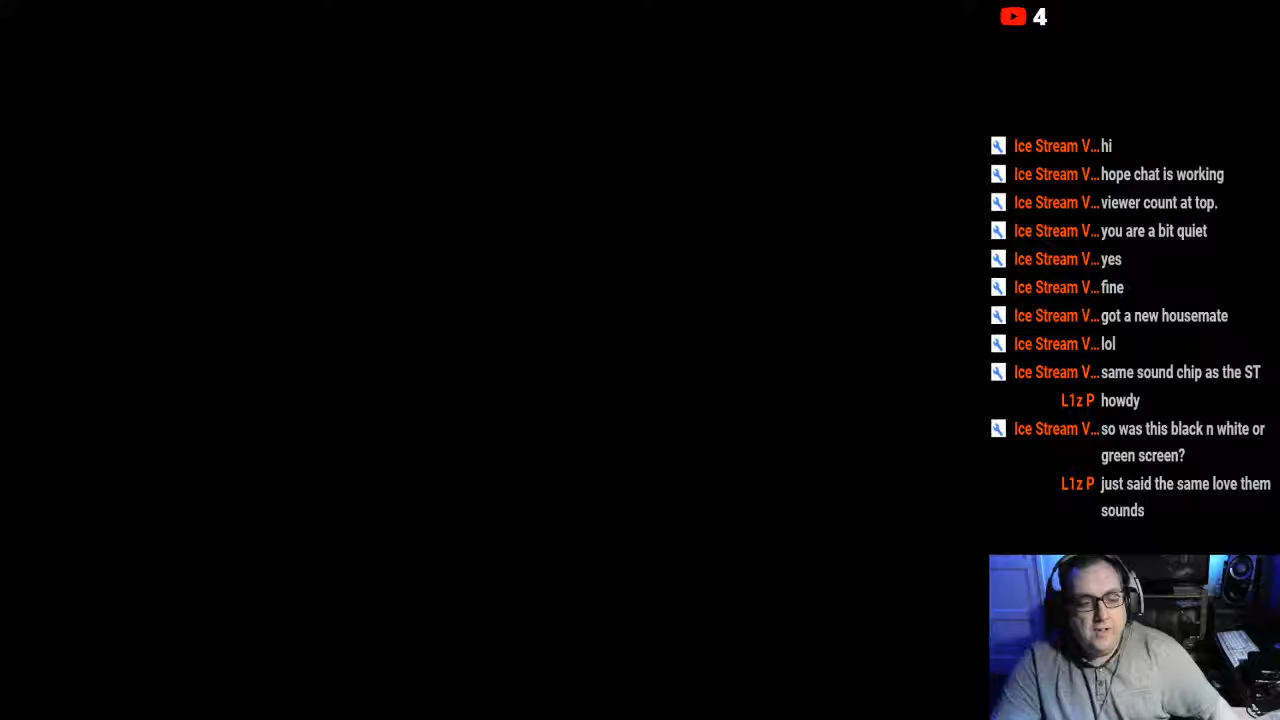 4
Ice Stream V... hi
Ice Stream V... hope chat is working
Ice Stream V... viewer count at top.
Ice Stream V... you are a bit quiet
Ice Stream V... yes
Ice Stream V... fine
Ice Stream V... got a new housemate
Ice Stream V... lol
Ice Stream V... same sound chip as the ST
L1z P howdy
Ice Stream V... so was this black n white or
green screen?
L1z P just said the same love them
sounds